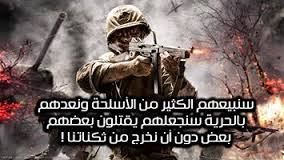 سنبيعهم الكثير من الأسلحة ونعدهم
بالحرية سنجعلهم يقتلون بعضهم
بعض دون أن نخرج من ثكناتنا !